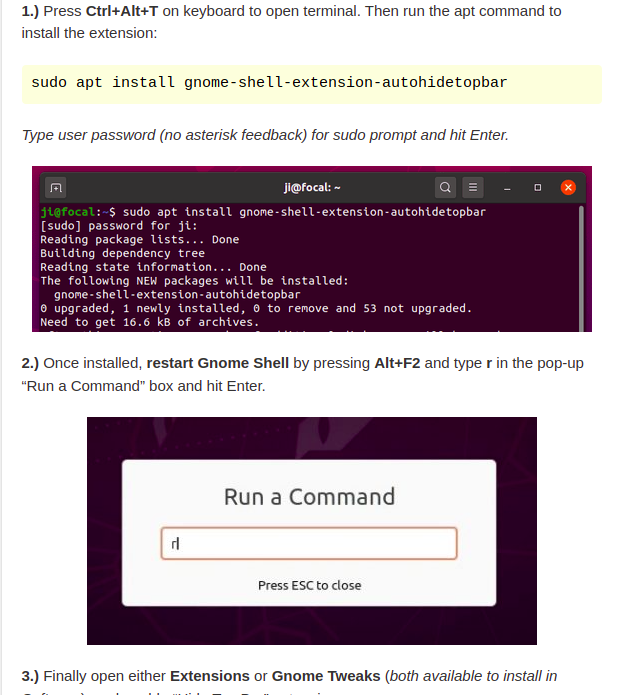 1.) Press Ctrl+Alt+T on keyboard to open terminal. Then run the apt command to
install the extension:
sudo apt install gnome-shell-extension-autohidetopbar
Type user password (no asterisk feedback) for sudo prompt and hit Enter.
ji@focal: ~
ji@focal:~$ sudo apt install gnome-shell-extension-autohidetopbar
[sudo] password for ji:
Reading package lists... Done
Building dependency tree
Reading state information... Done
The following NEW packages will be installed:
gnome-shell-extension-autohidetopbar
0 upgraded, 1 newly installed, 0 to remove and 53 not upgraded.
Need to get 16.6 kB of archives.
2.) Once installed, restart Gnome Shell by pressing Alt+F2 and type r in the pop-up
“Run a Command” box and hit Enter.
Run a Command
r
Press ESC to close
3.) Finally open either Extensions or Gnome Tweaks (both available to install in